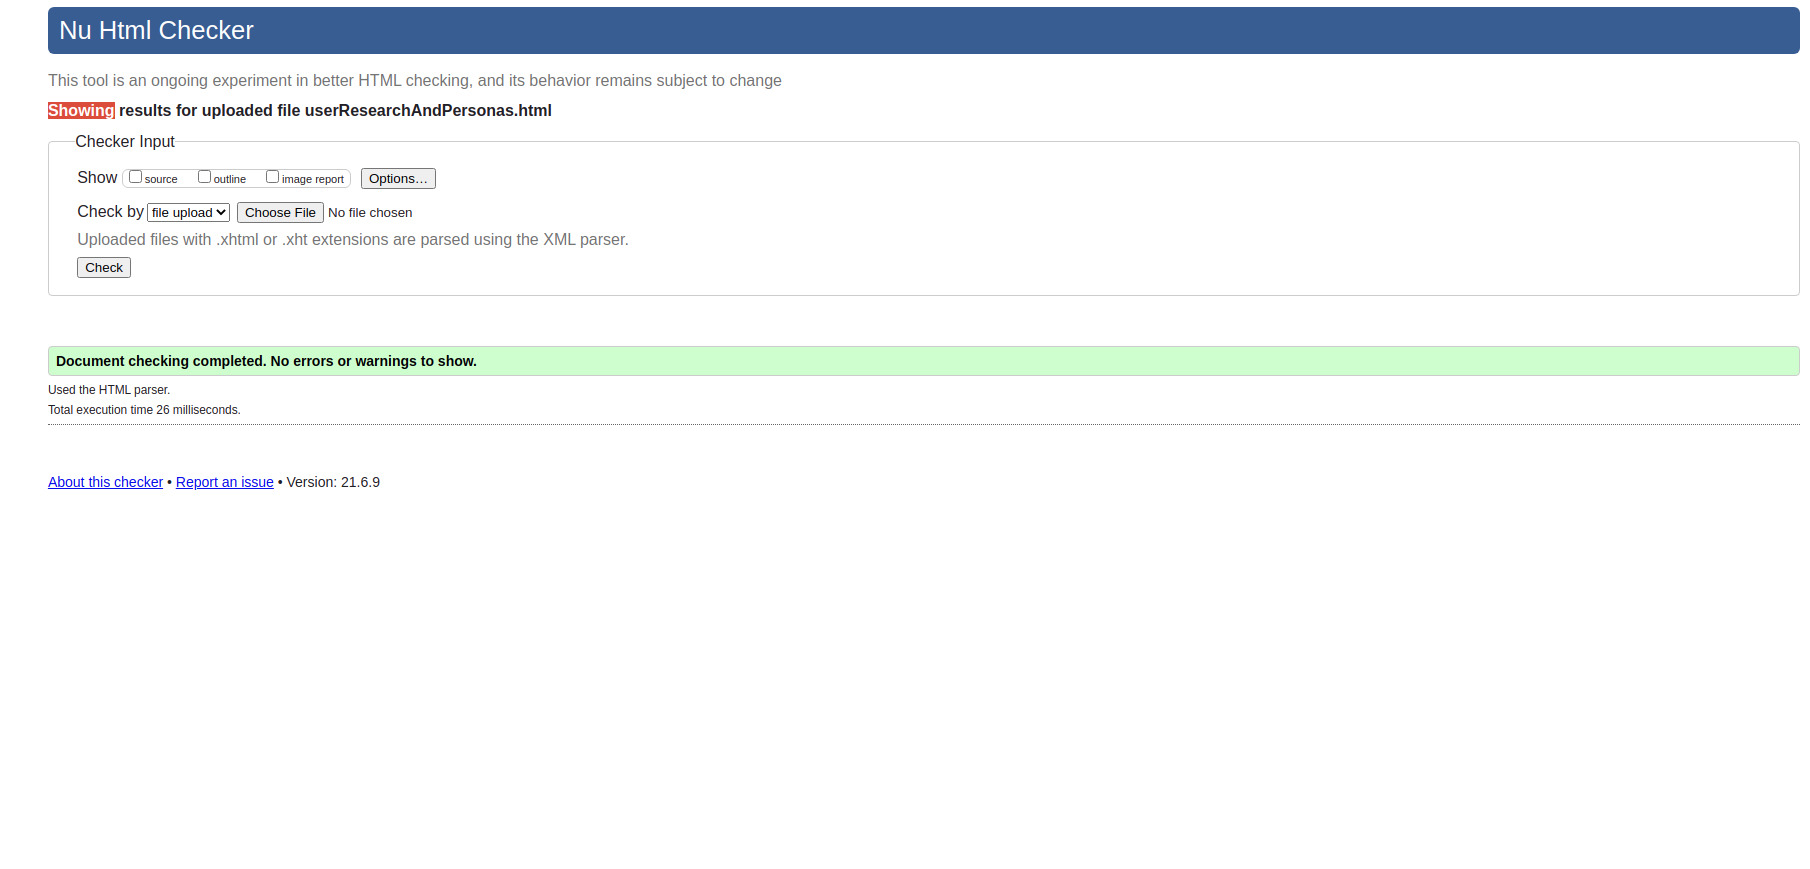 Nu Html Checker
This tool is an ongoing experiment in better HTML checking, and its behavior remains subject to change
Showing results for uploaded file userResearchAndPersonas.html
Checker Input
Show source outline image report Options…
Check by file upload Choose File No file chosen
Uploaded files with .xhtml or .xht extensions are parsed using the XML parser.
Check
Document checking completed. No errors or warnings to show.
Used the HTML parser.
Total execution time 26 milliseconds.
About this checker • Report an issue • Version: 21.6.9